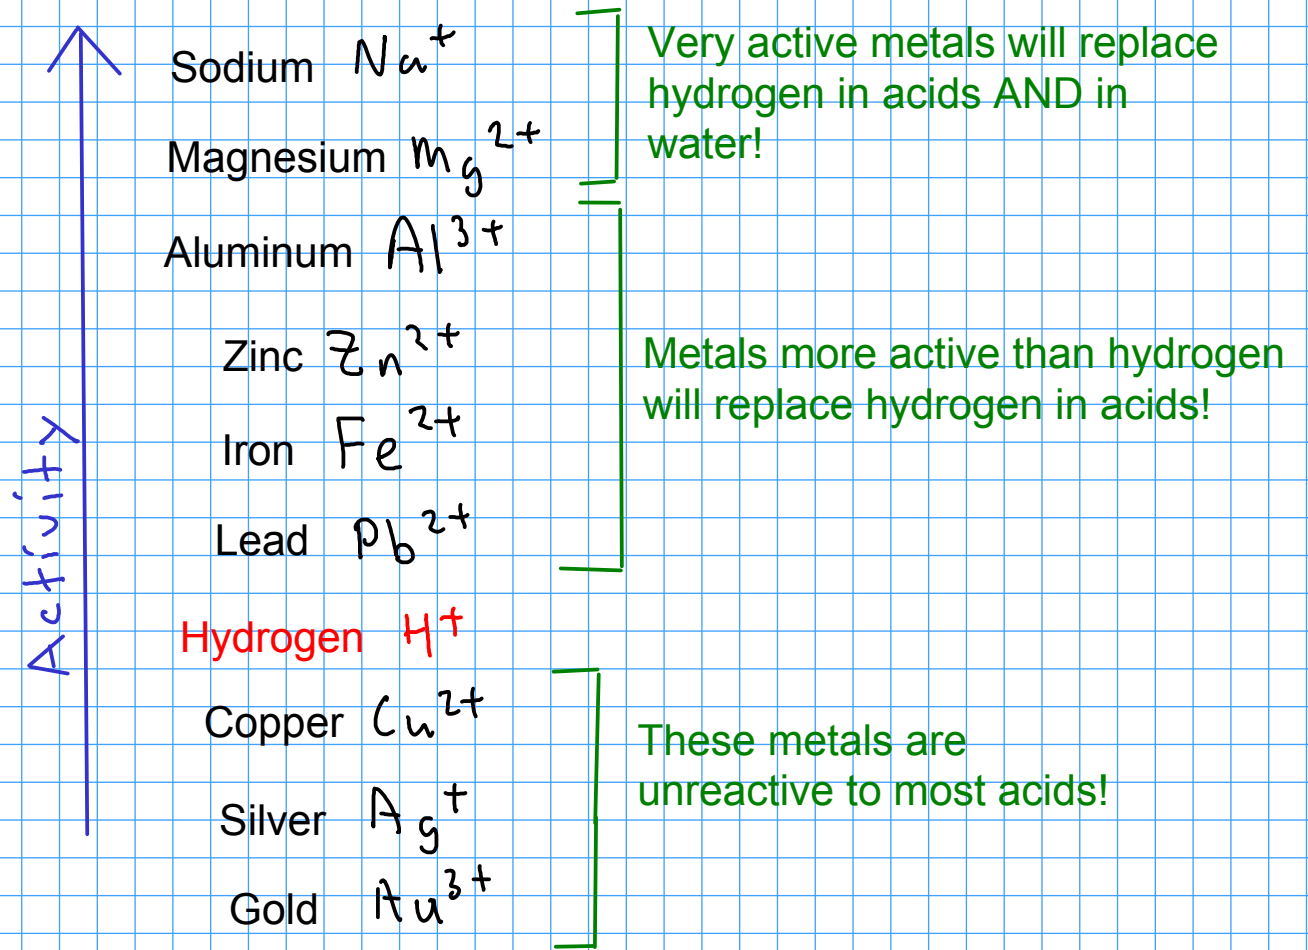 Sodium Na⁺
Very active metals will replace
hydrogen in acids AND in
water!
Magnesium Mg²⁺
Aluminum Al³⁺
Zinc Zn²⁺
Metals more active than hydrogen
will replace hydrogen in acids!
Iron Fe²⁺
Lead Pb²⁺
Activity
Hydrogen H⁺
Copper Cu²⁺
These metals are
unreactive to most acids!
Silver Ag⁺
Gold Au³⁺